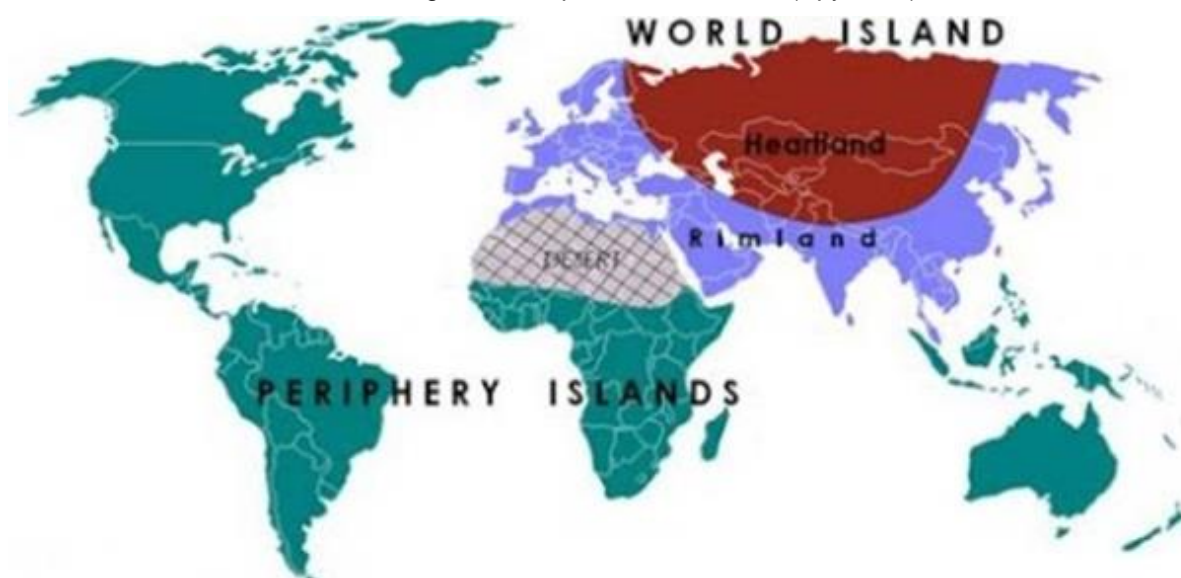 WORLD ISLAND
Heartland
Rimland
DESERT
PERIPHERY ISLANDS